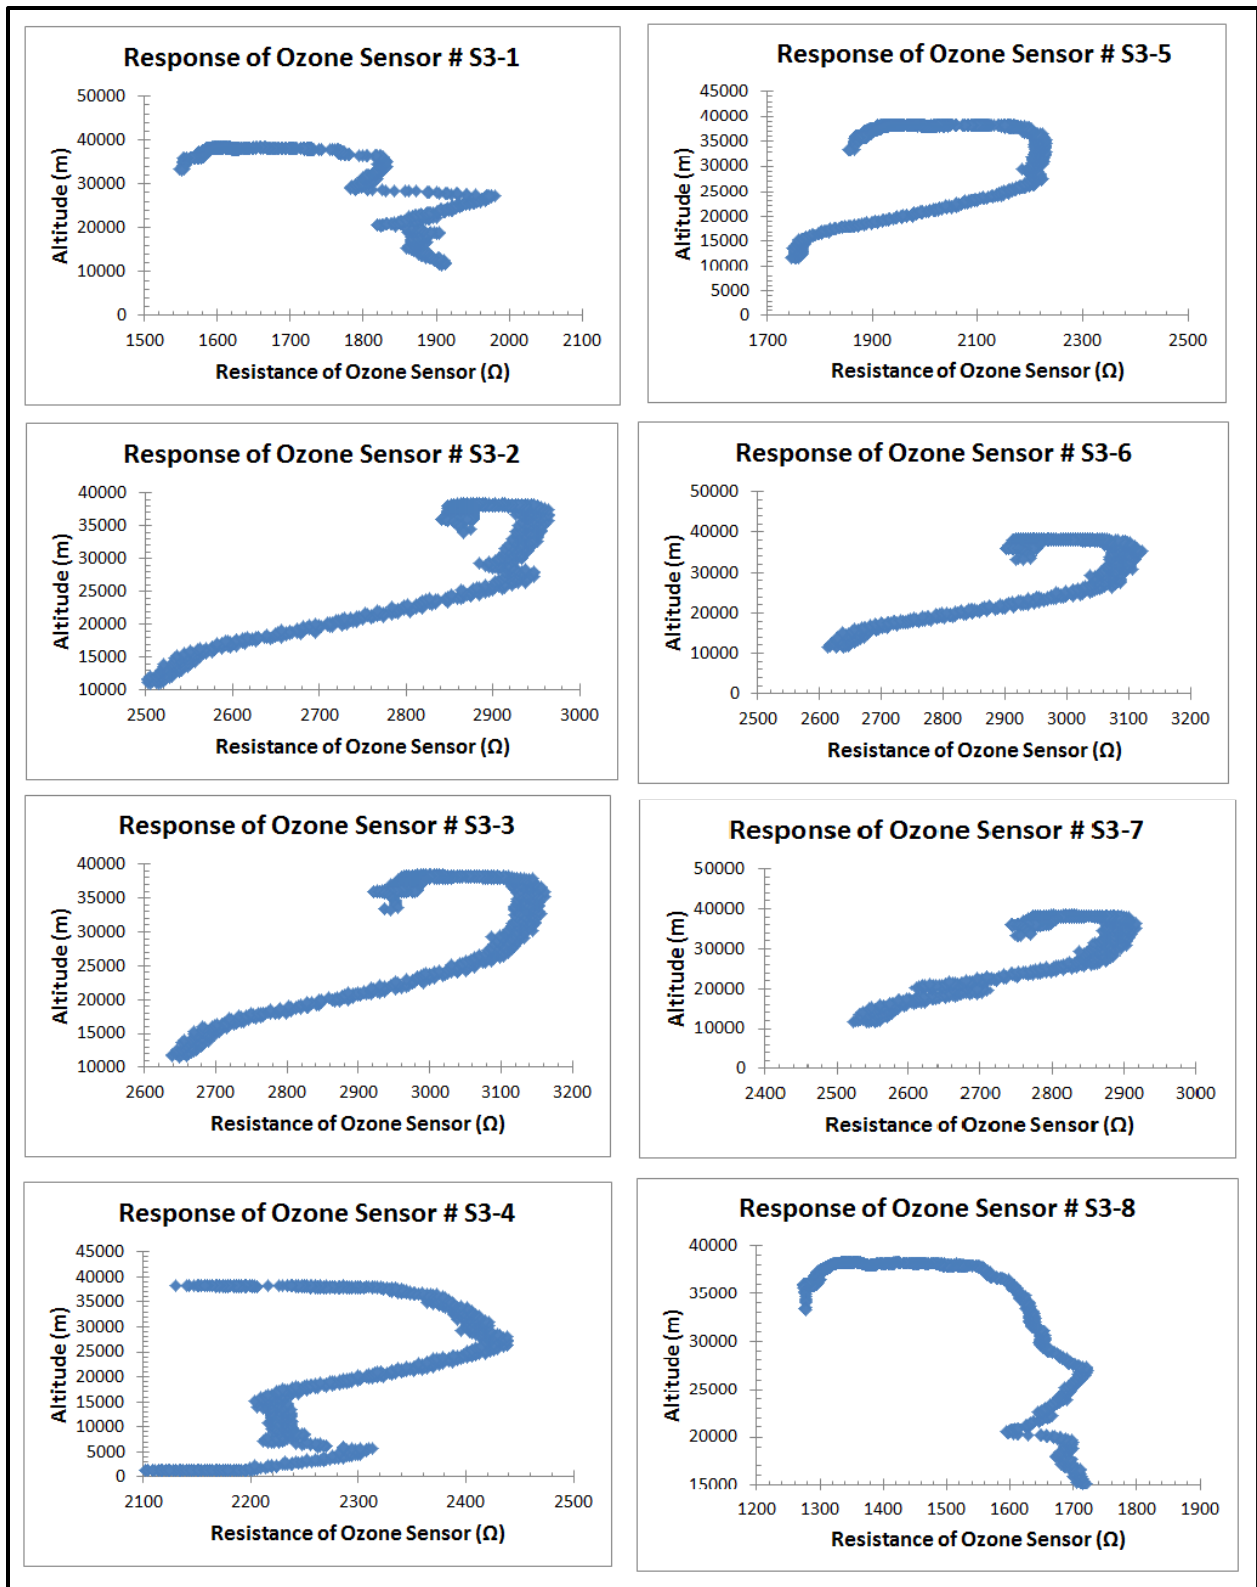 Response of Ozone Sensor # S3-1
50000
40000
30000
20000
10000
0
Altitude (m)
1500 1600 1700 1800 1900 2000 2100
Resistance of Ozone Sensor (Ω)
Response of Ozone Sensor # S3-5
45000
40000
35000
30000
25000
20000
15000
10000
5000
0
Altitude (m)
1700 1900 2100 2300 2500
Resistance of Ozone Sensor (Ω)
Response of Ozone Sensor # S3-2
40000
35000
30000
25000
20000
15000
10000
Altitude (m)
2500 2600 2700 2800 2900 3000
Resistance of Ozone Sensor (Ω)
Response of Ozone Sensor # S3-6
50000
40000
30000
20000
10000
0
Altitude (m)
2500 2600 2700 2800 2900 3000 3100 3200
Resistance of Ozone Sensor (Ω)
Response of Ozone Sensor # S3-3
40000
35000
30000
25000
20000
15000
10000
Altitude (m)
2600 2700 2800 2900 3000 3100 3200
Resistance of Ozone Sensor (Ω)
Response of Ozone Sensor # S3-7
50000
40000
30000
20000
10000
0
Altitude (m)
2400 2500 2600 2700 2800 2900 3000
Resistance of Ozone Sensor (Ω)
Response of Ozone Sensor # S3-4
45000
40000
35000
30000
25000
20000
15000
10000
5000
0
Altitude (m)
2100 2200 2300 2400 2500
Resistance of Ozone Sensor (Ω)
Response of Ozone Sensor # S3-8
40000
35000
30000
25000
20000
15000
Altitude (m)
1200 1300 1400 1500 1600 1700 1800 1900
Resistance of Ozone Sensor (Ω)